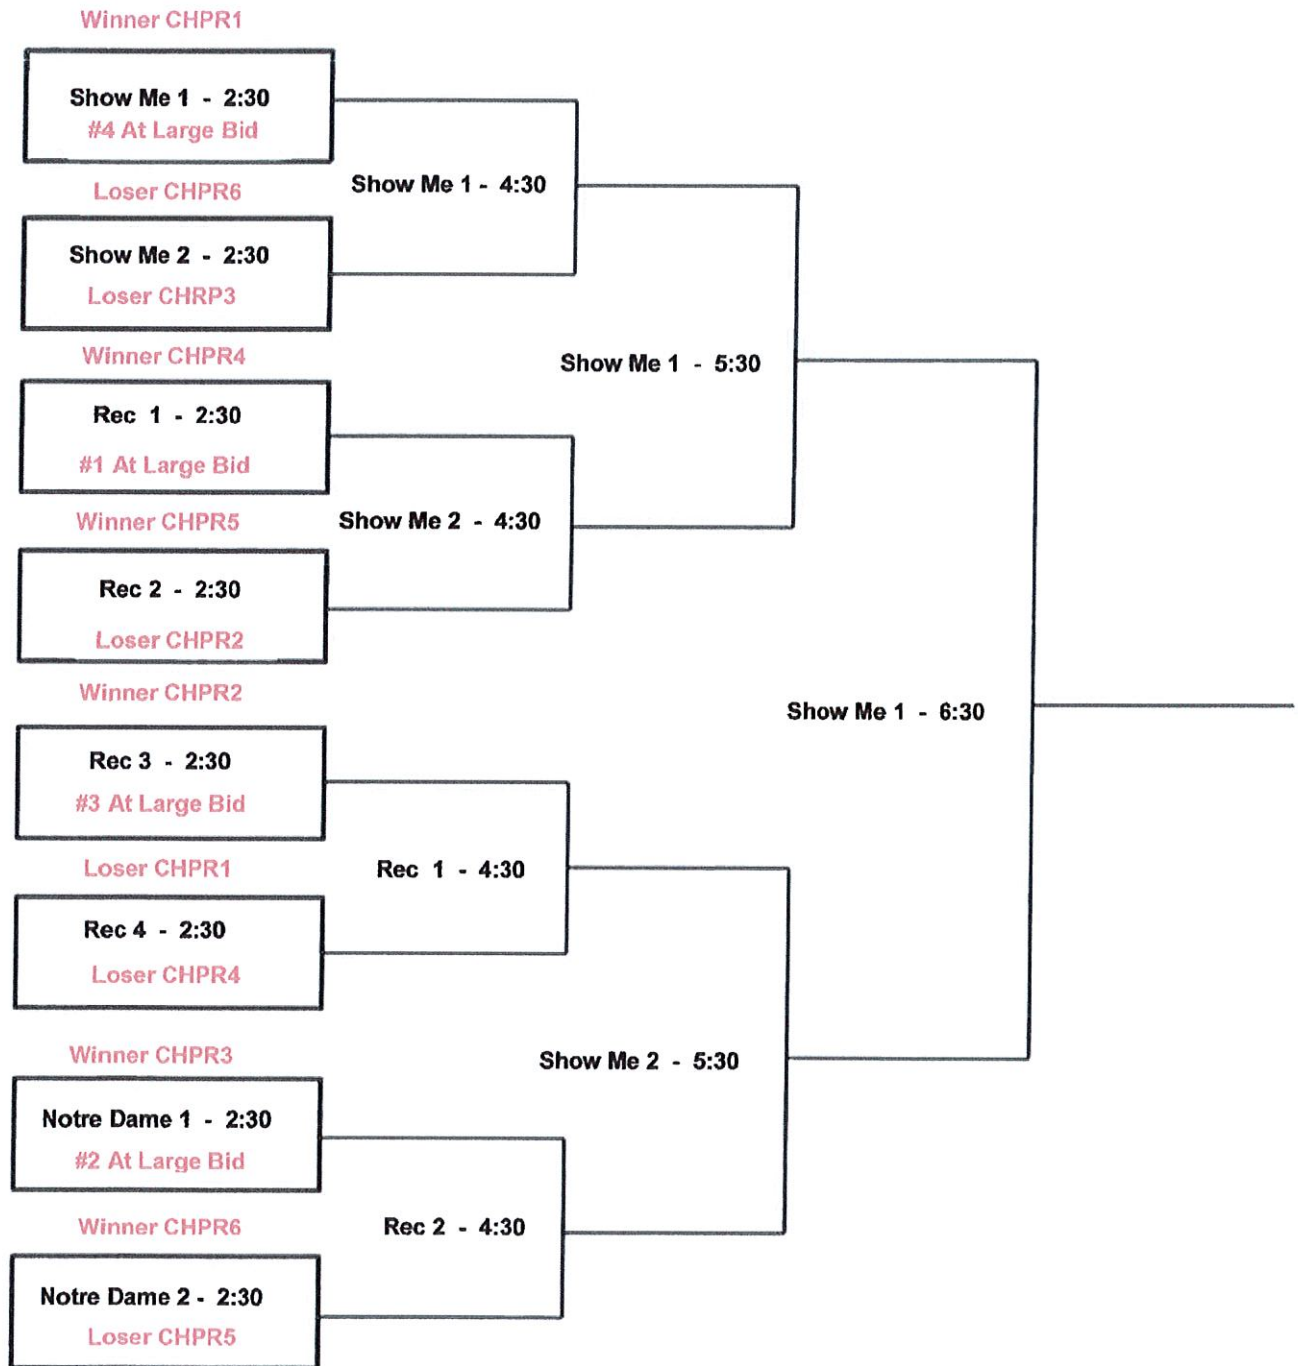 Winner CHPR1
Show Me 1 - 2:30
#4 At Large Bid
Loser CHPR6
Show Me 1 - 4:30
Show Me 2 - 2:30
Loser CHRP3
Winner CHPR4
Show Me 1 - 5:30
Rec 1 - 2:30
#1 At Large Bid
Winner CHPR5
Show Me 2 - 4:30
Rec 2 - 2:30
Loser CHPR2
Winner CHPR2
Show Me 1 - 6:30
Rec 3 - 2:30
#3 At Large Bid
Loser CHPR1
Rec 1 - 4:30
Rec 4 - 2:30
Loser CHPR4
Winner CHPR3
Show Me 2 - 5:30
Notre Dame 1 - 2:30
#2 At Large Bid
Winner CHPR6
Rec 2 - 4:30
Notre Dame 2 - 2:30
Loser CHPR5